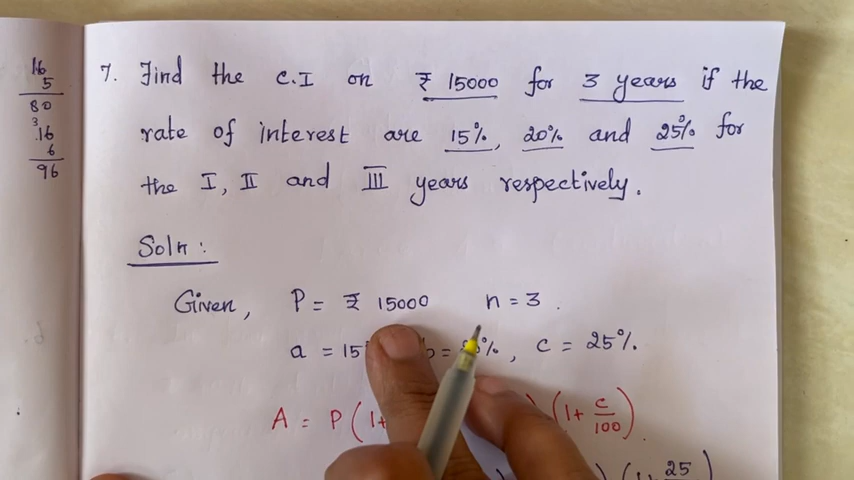 16
5
80
3
16
6
96
7. Find the C.I on ₹ 15000 for 3 years if the
rate of interest are 15%, 20% and 25% for
the I, II and III years respectively.
Soln:
Given, P = ₹ 15000 n = 3.
a = 15 b = %, c = 25%.
A = P(1+ ) (1+ c/100).
) (1+ 25